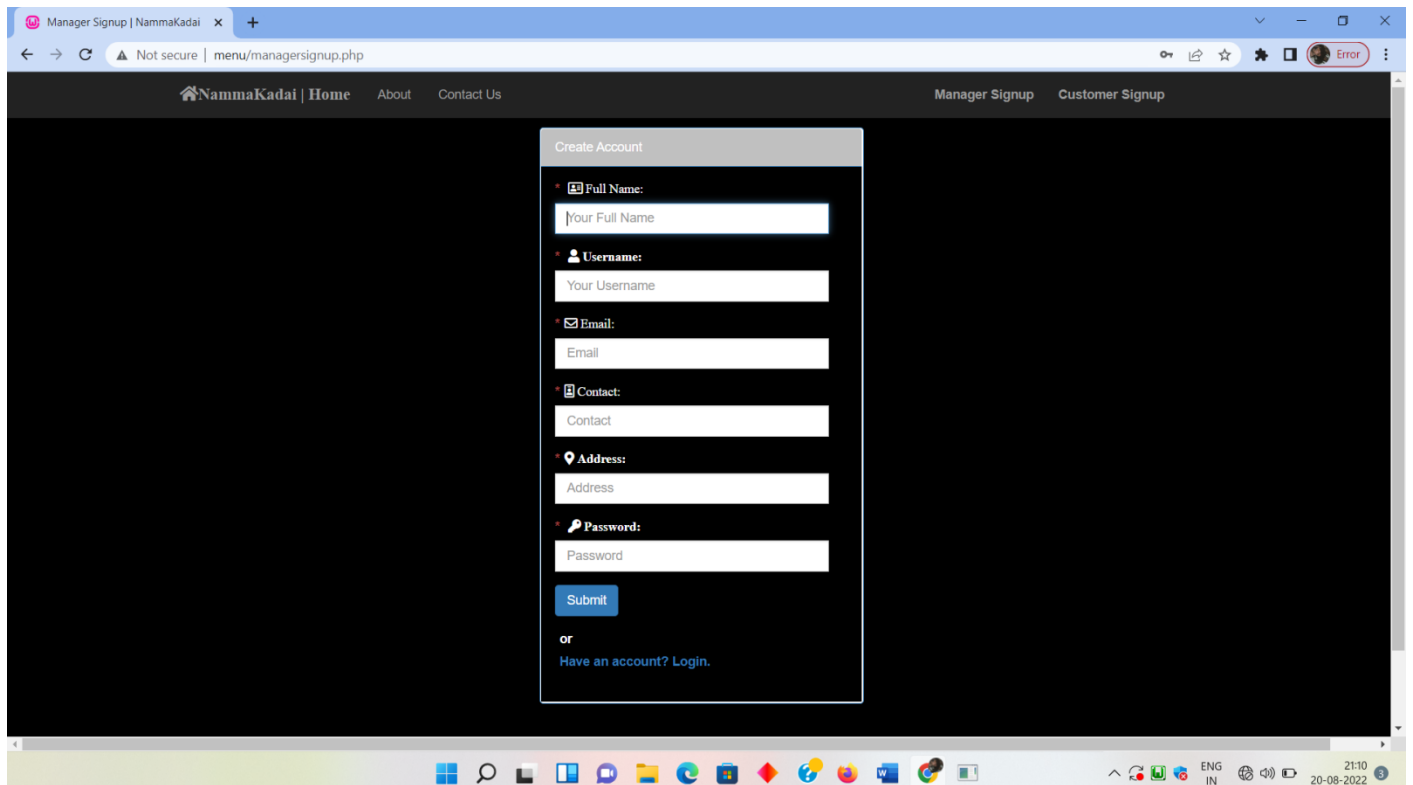 Manager Signup | NammaKadai
Not secure | menu/managersignup.php
Error
NammaKadai | Home About Contact Us Manager Signup Customer Signup
Create Account
* Full Name:
Your Full Name
* Username:
Your Username
* Email:
Email
* Contact:
Contact
* Address:
Address
* Password:
Password
Submit
or
Have an account? Login.
ENG 21:10
IN 20-08-2022 3